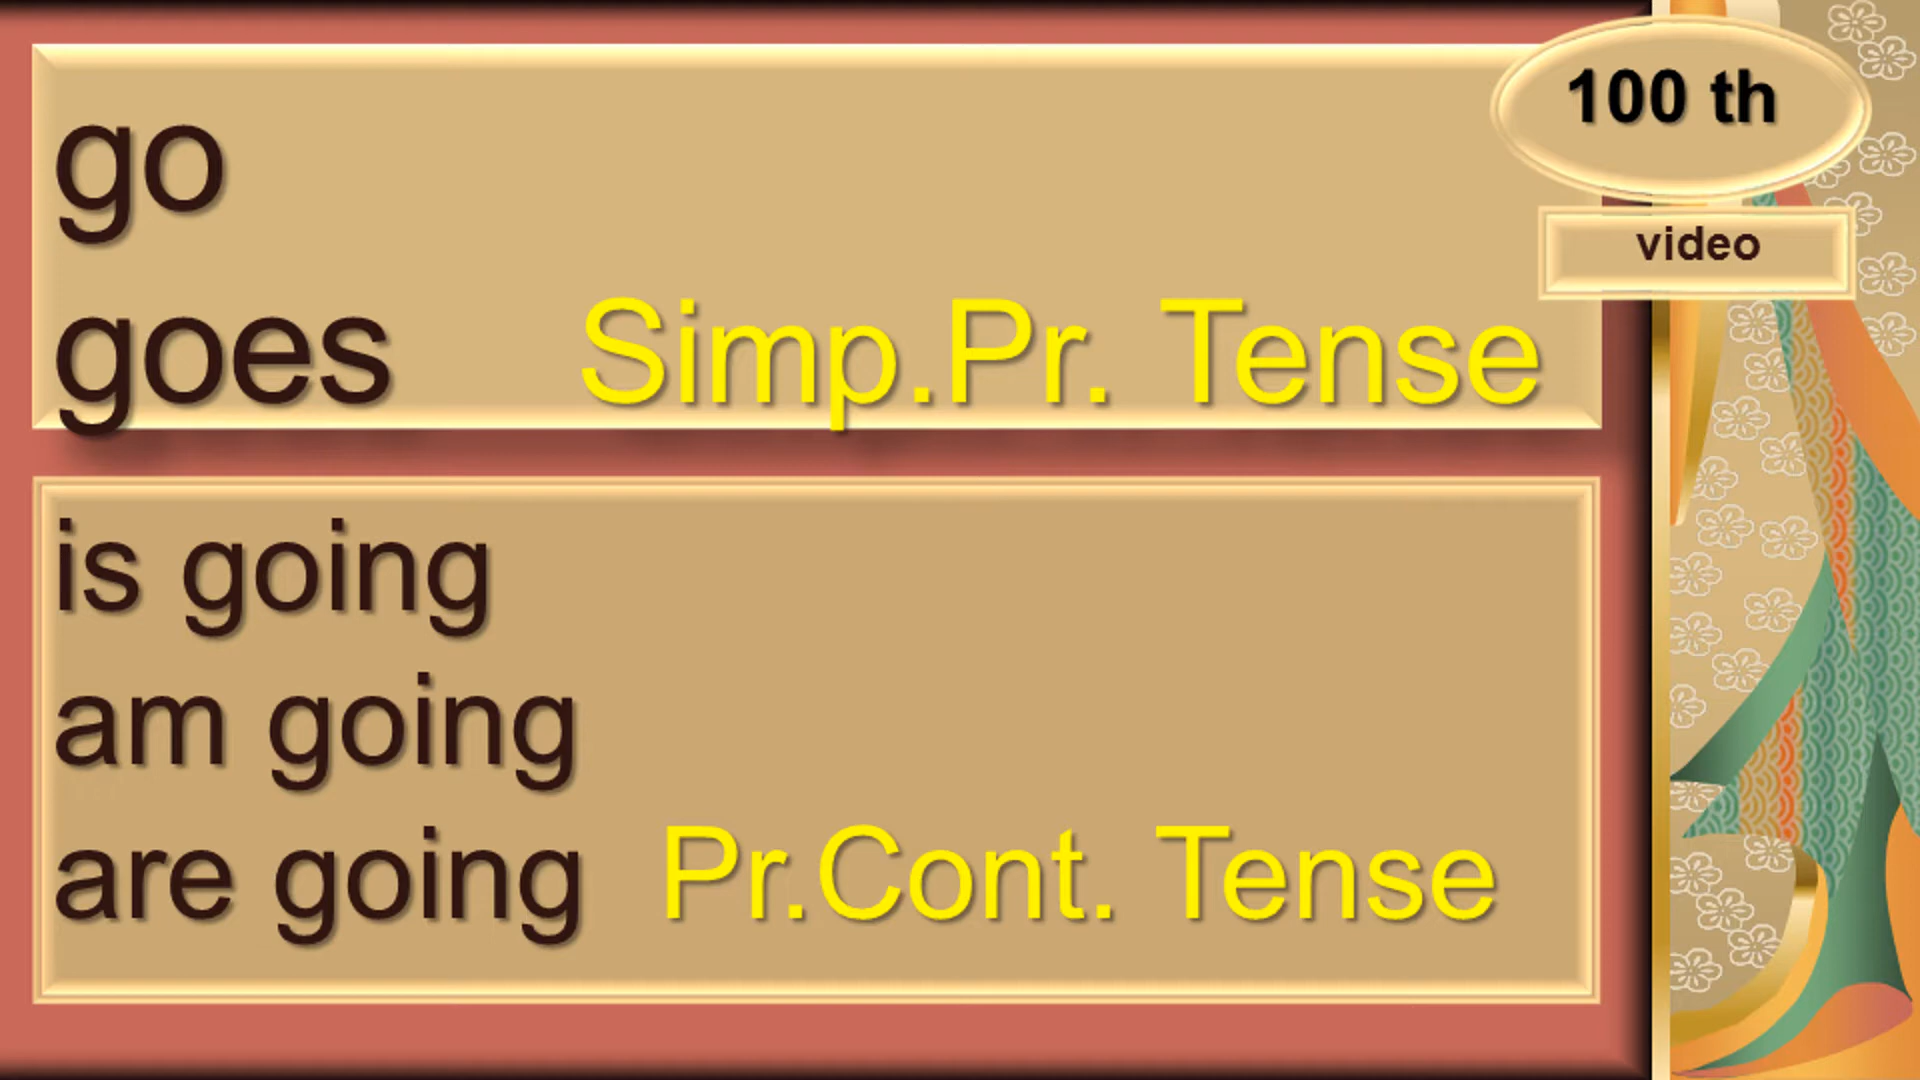 go
goes Simp.Pr. Tense
100 th
video
is going
am going
are going Pr.Cont. Tense